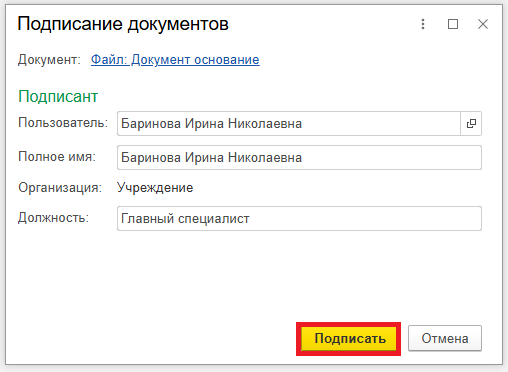 Подписание документов
Документ: Файл: Документ основание
Подписант
Пользователь: Баринова Ирина Николаевна
Полное имя: Баринова Ирина Николаевна
Организация: Учреждение
Должность: Главный специалист
Подписать Отмена